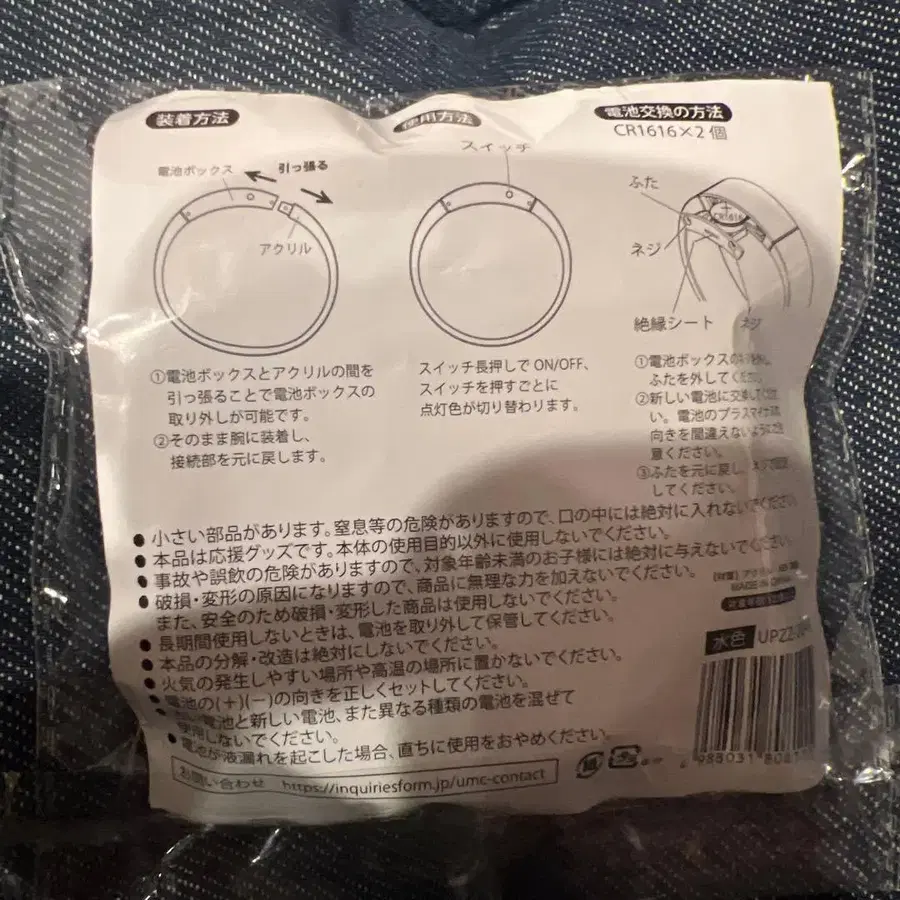 装着方法
電池ボックス
引っ張る
アクリル
①電池ボックスとアクリルの間を
引っ張ることで電池ボックスの
取り外しが可能です。
②そのまま腕に装着し、
接続部を元に戻します。
使用方法
スイッチ
スイッチ長押しで ON/OFF、
スイッチを押すごとに
点灯色が切り替わります。
電池交換の方法
CR1616×2個
ふた
CR1616
ネジ
絶縁シート
ネジ
①電池ボックスの
ふたを外してください。
②新しい電池に交換してくださ
い。電池のプラスマイナス
向きを間違えないように
意ください。
③ふたを元に戻し、ネジ
してください。
●小さい部品があります。窒息等の危険がありますので、口の中には絶対に入れないでください。
●本品は応援グッズです。本体の使用目的以外に使用しないでください。
●事故や誤飲の危険がありますので、対象年齢未満のお子様には絶対に与えないでください。
●破損・変形の原因になりますので、商品に無理な力を加えないでください。
また、安全のため破損・変形した商品は使用しないでください。
●長期間使用しないときは、電池を取り外して保管してください。
●本品の分解・改造は絶対にしないでください。
●火気の発生しやすい場所や高温の場所に置かないでください。
●電池の(+)(−)の向きを正しくセットしてください。
●電池と新しい電池、また異なる種類の電池を混ぜて
使用しないでください。
●電池が液漏れを起こした場合、直ちに使用をおやめください。
お問い合わせ https://inquiriesform.jp/umc-contact
紙
プラ
MADE IN CHINA
水色